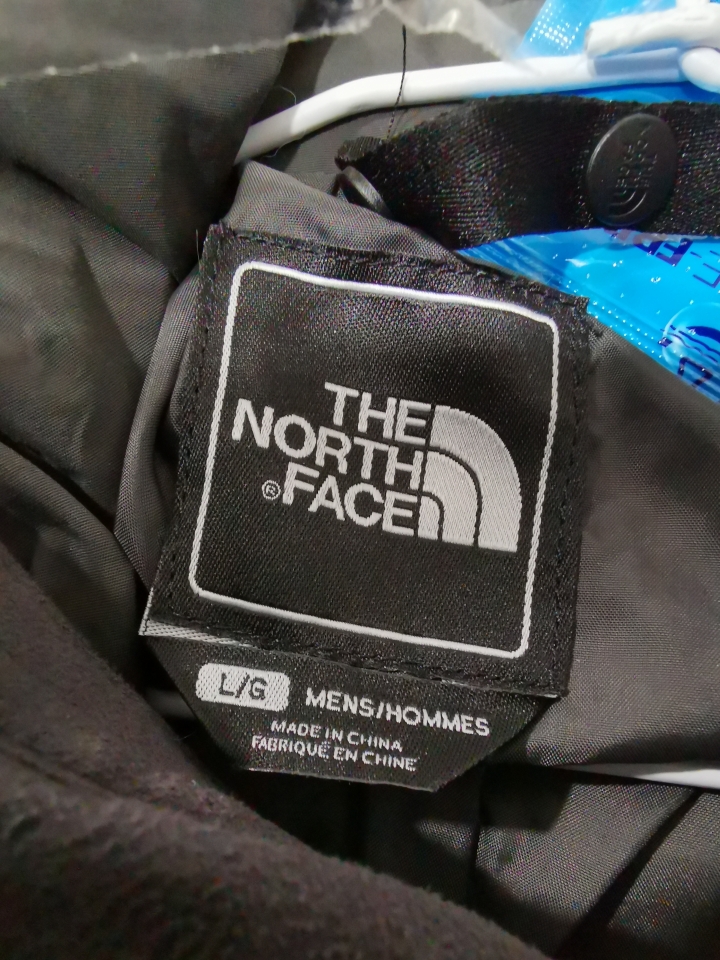 THE
NORTH
®FACE
L/G MENS/HOMMES
MADE IN CHINA
FABRIQUÉ EN CHINE